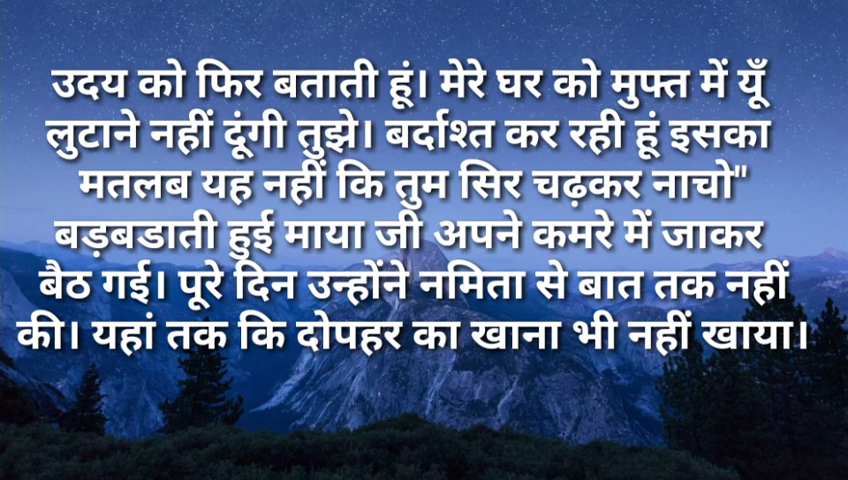 उदय को फिर बताती हूं। मेरे घर को मुफ्त में यूँ
लुटाने नहीं दूंगी तुझे। बर्दाश्त कर रही हूं इसका
मतलब यह नहीं कि तुम सिर चढ़कर नाचो"
बड़बडाती हुई माया जी अपने कमरे में जाकर
बैठ गई। पूरे दिन उन्होंने नमिता से बात तक नहीं
की। यहां तक कि दोपहर का खाना भी नहीं खाया।